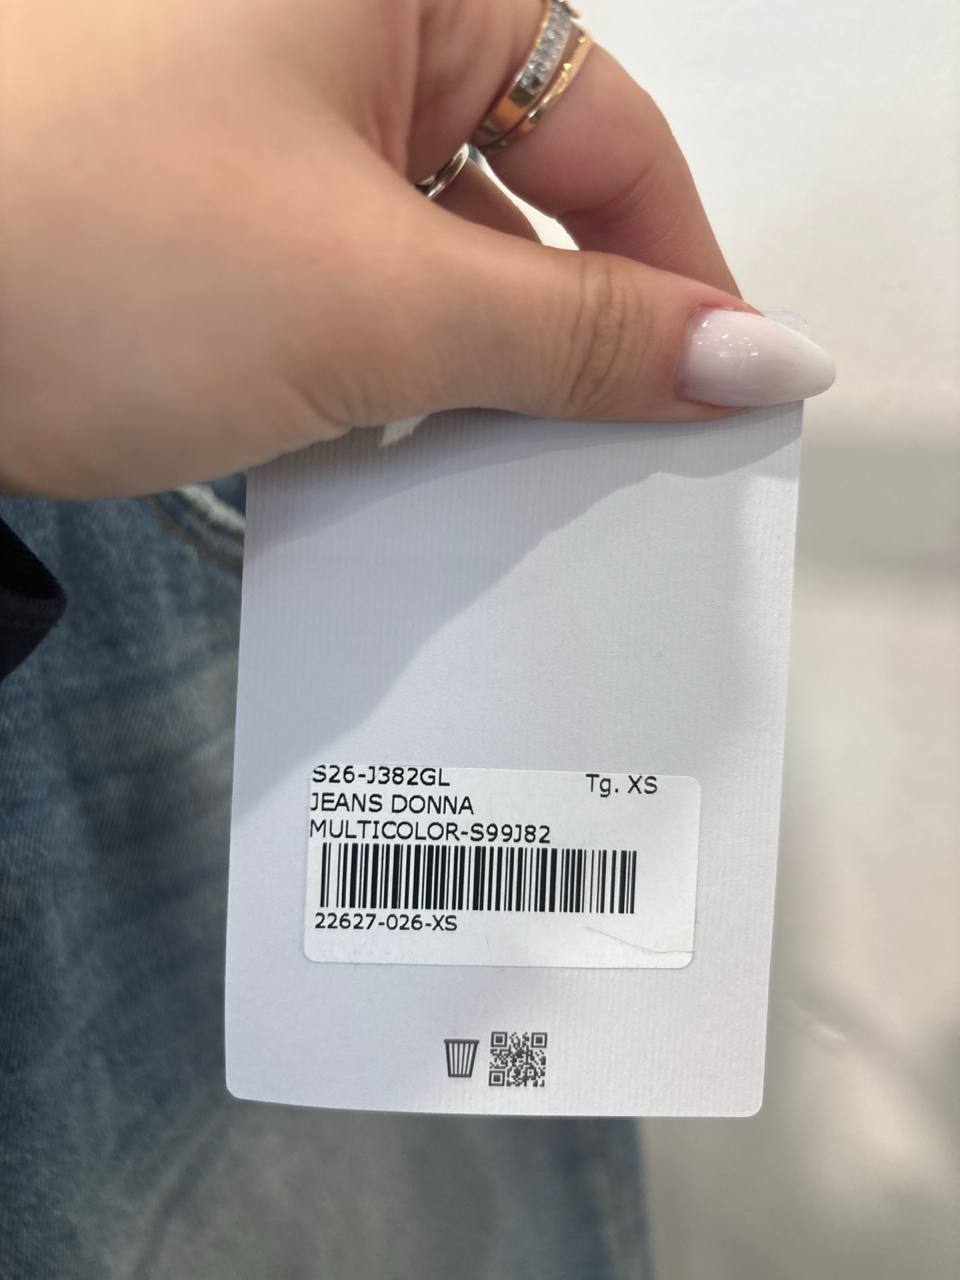 S26-J382GL
Tg. XS
JEANS DONNA
MULTICOLOR-S99J82
22627-026-XS